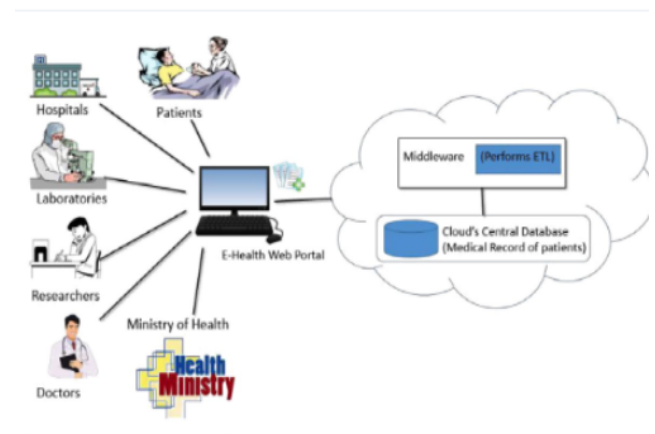 Hospitals
Patients
Laboratories
Researchers
Doctors
Ministry of Health
Health
Ministry
E-Health Web Portal
Middleware
(Performs ETL)
Cloud's Central Database
(Medical Record of patients)